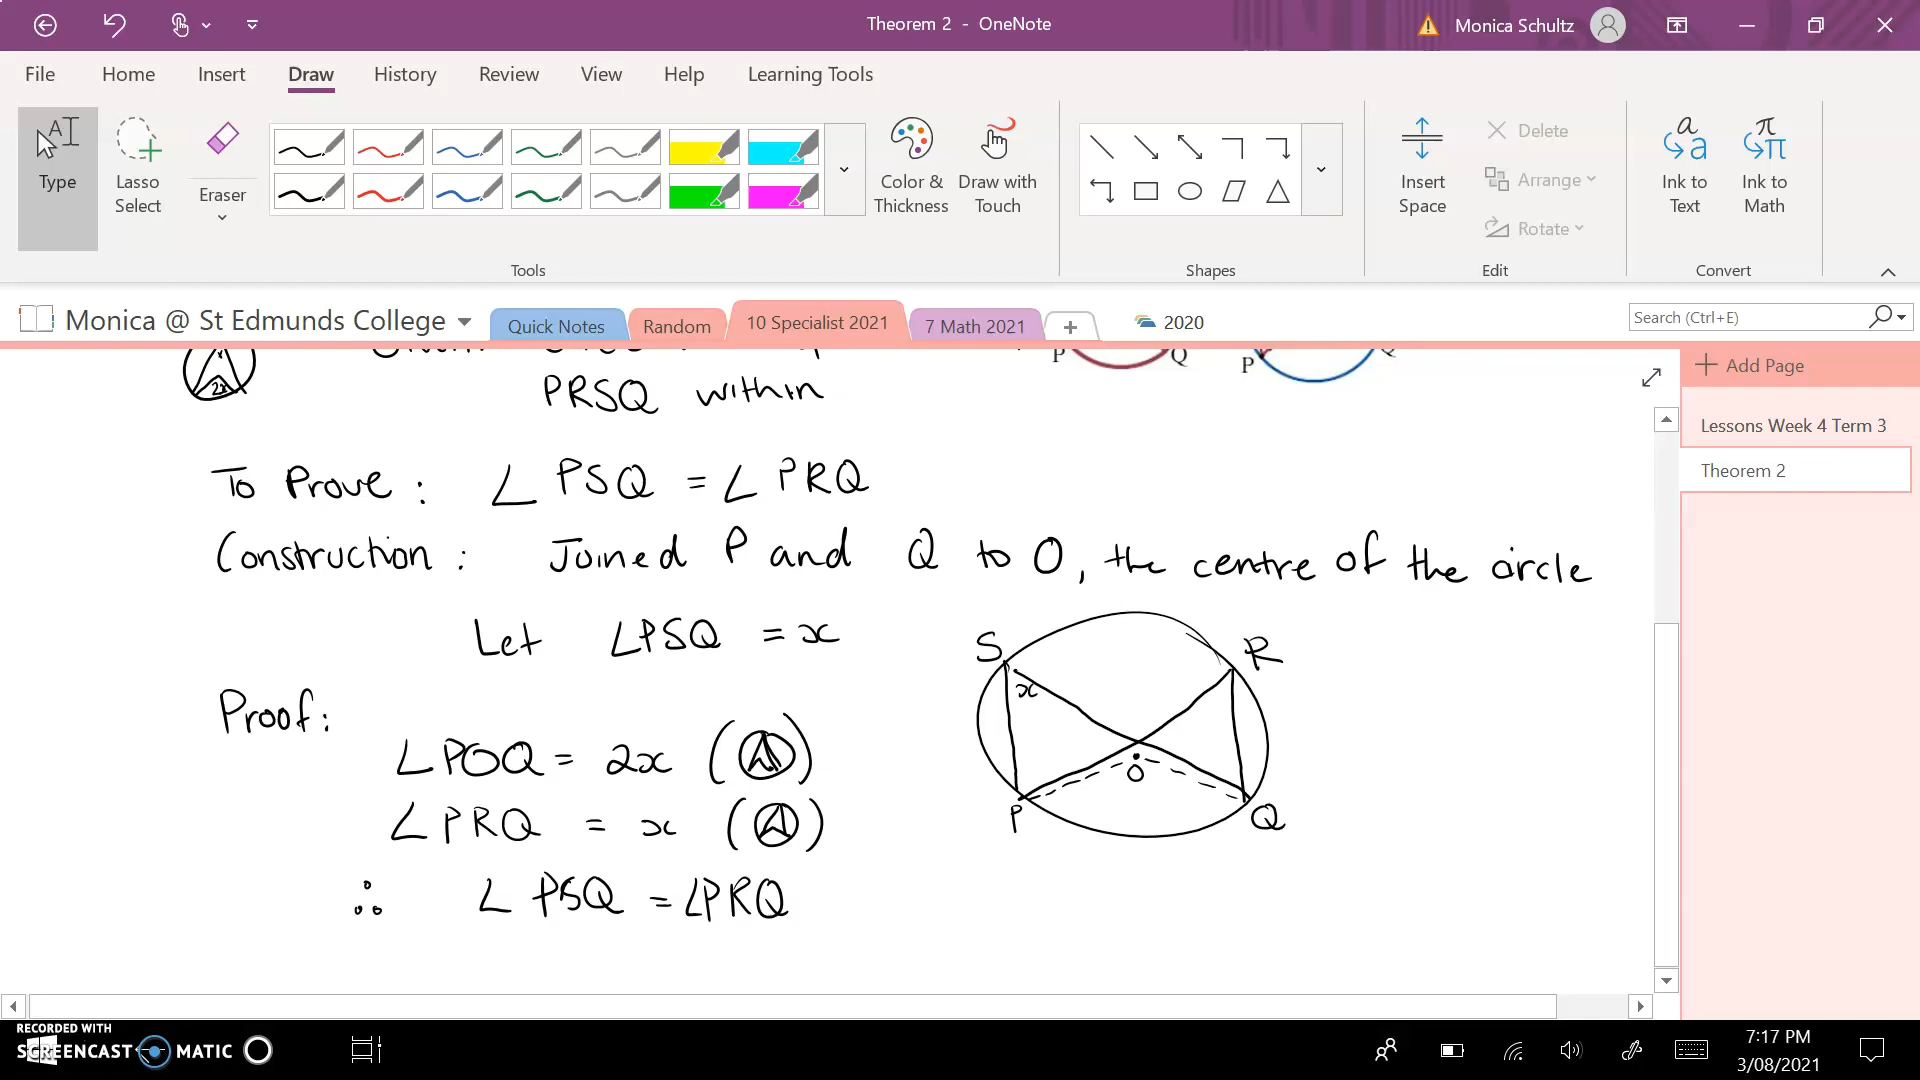 Theorem 2 - OneNote
Monica Schultz
File Home Insert Draw History Review View Help Learning Tools
Type
Lasso Select
Eraser
Color & Thickness
Draw with Touch
Insert Space
Delete
Arrange
Rotate
Ink to Text
Ink to Math
Tools
Shapes
Edit
Convert
Monica @ St Edmunds College
Quick Notes
Random
10 Specialist 2021
7 Math 2021
2020
Search (Ctrl+E)
Add Page
Lessons Week 4 Term 3
Theorem 2
P Q P
2x
PRSQ within
To Prove : ∠ PSQ = ∠ PRQ
Construction : Joined P and Q to O, the centre of the circle
Let ∠PSQ = x
S R
x
O
P Q
Proof:
∠POQ = 2x
∠PRQ = x
∴ ∠ PSQ = ∠PRQ
RECORDED WITH
SCREENCAST MATIC
7:17 PM
3/08/2021